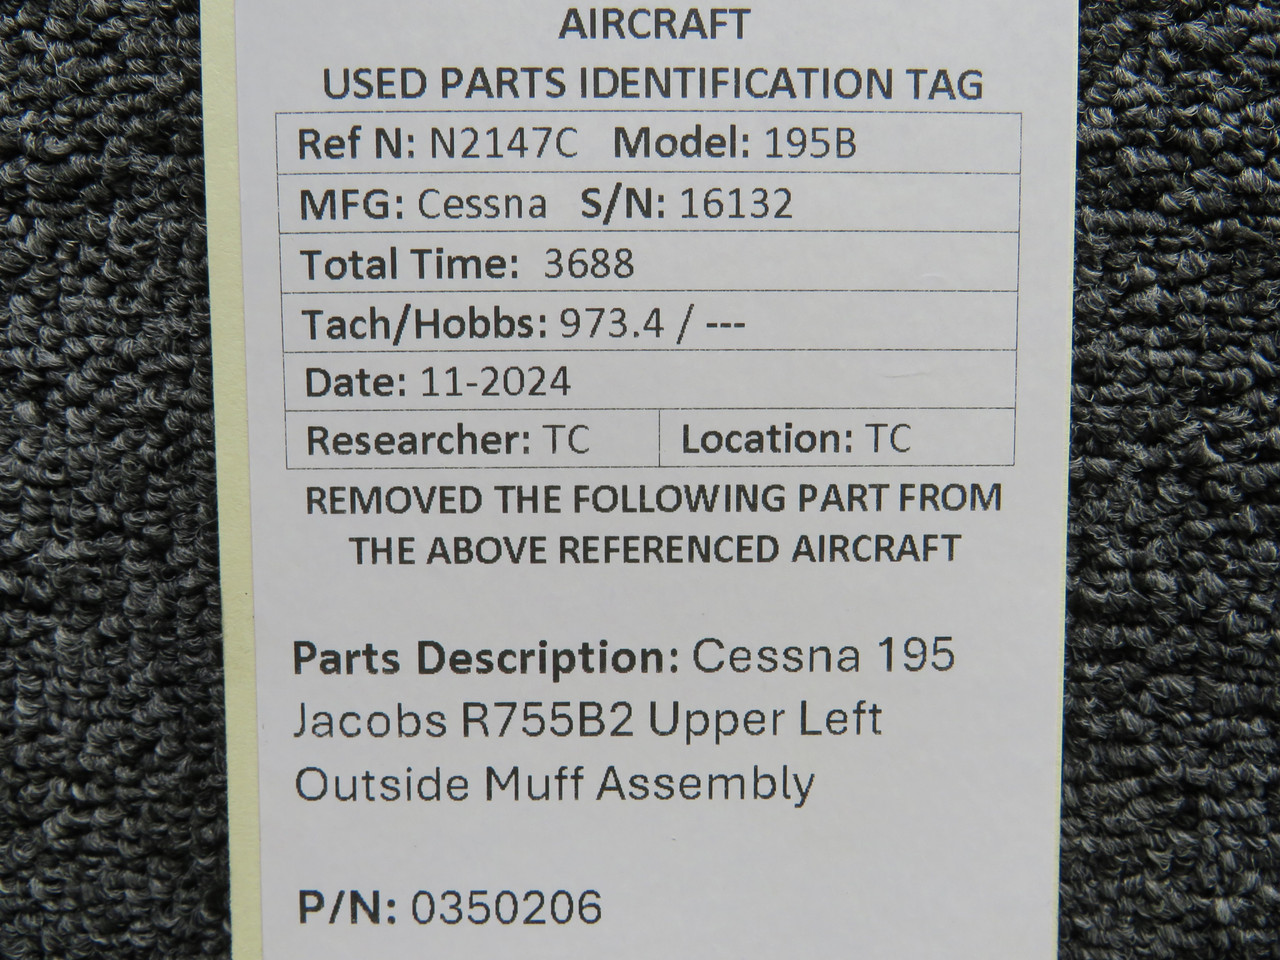 AIRCRAFT
USED PARTS IDENTIFICATION TAG
Ref N: N2147C Model: 195B
MFG: Cessna S/N: 16132
Total Time: 3688
Tach/Hobbs: 973.4 / ---
Date: 11-2024
Researcher: TC Location: TC
REMOVED THE FOLLOWING PART FROM
THE ABOVE REFERENCED AIRCRAFT
Parts Description: Cessna 195
Jacobs R755B2 Upper Left
Outside Muff Assembly
P/N: 0350206